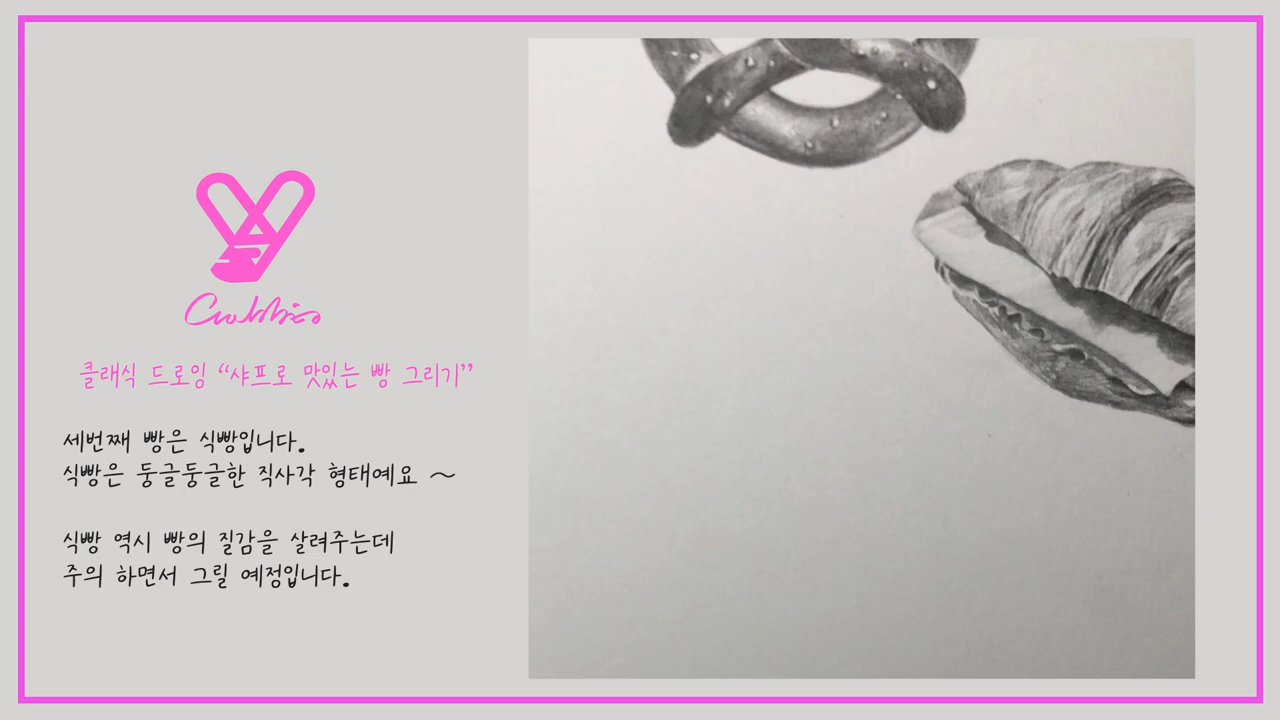 클래식 드로잉 “샤프로 맛있는 빵 그리기”
세번째 빵은 식빵입니다.
식빵은 둥글둥글한 직사각 형태예요 ~
식빵 역시 빵의 질감을 살려주는데
주의 하면서 그릴 예정입니다.